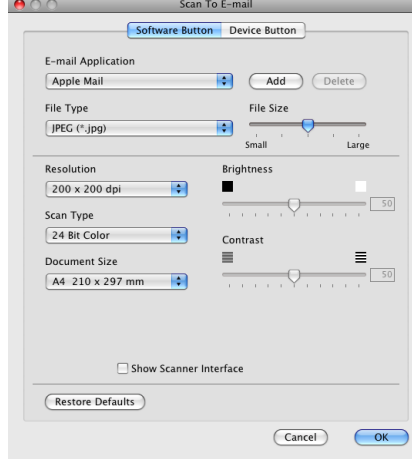 Scan To E-mail
Software Button Device Button
E-mail Application
Apple Mail Add Delete
File Type File Size
JPEG (*.jpg)
Small Large
Resolution Brightness
200 x 200 dpi
50
Scan Type
24 Bit Color
Contrast
Document Size
A4 210 x 297 mm 50
Show Scanner Interface
Restore Defaults
Cancel OK